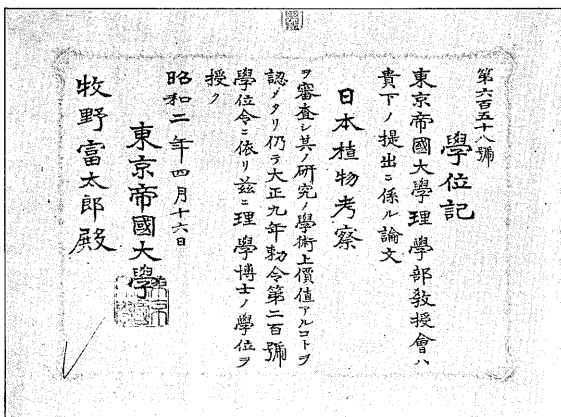 第六百五十八號
學位記
東京帝國大學理學部教授會ハ
貴下ノ提出ニ係ル論文
日本植物考察
ヲ審査シ其ノ研究ノ學術上價値アルコトヲ
認メタリ仍テ大正九年勅令第二百號
學位令ニ依リ茲ニ理學博士ノ學位ヲ
授ク
昭和二年四月十六日
東京帝國大學
牧野富太郎殿